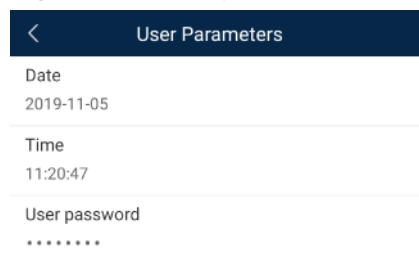 User Parameters
Date
2019-11-05
Time
11:20:47
User password
••••••••